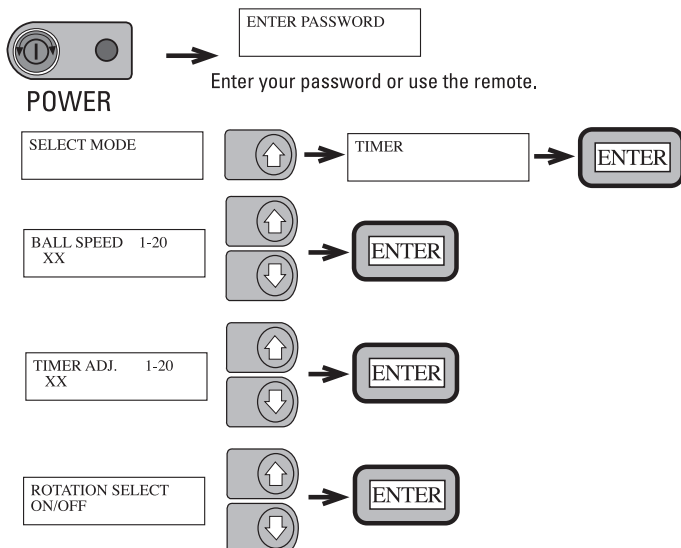 ENTER PASSWORD
Enter your password or use the remote.
POWER
SELECT MODE
TIMER
ENTER
BALL SPEED 1-20
XX
ENTER
TIMER ADJ. 1-20
XX
ENTER
ROTATION SELECT
ON/OFF
ENTER